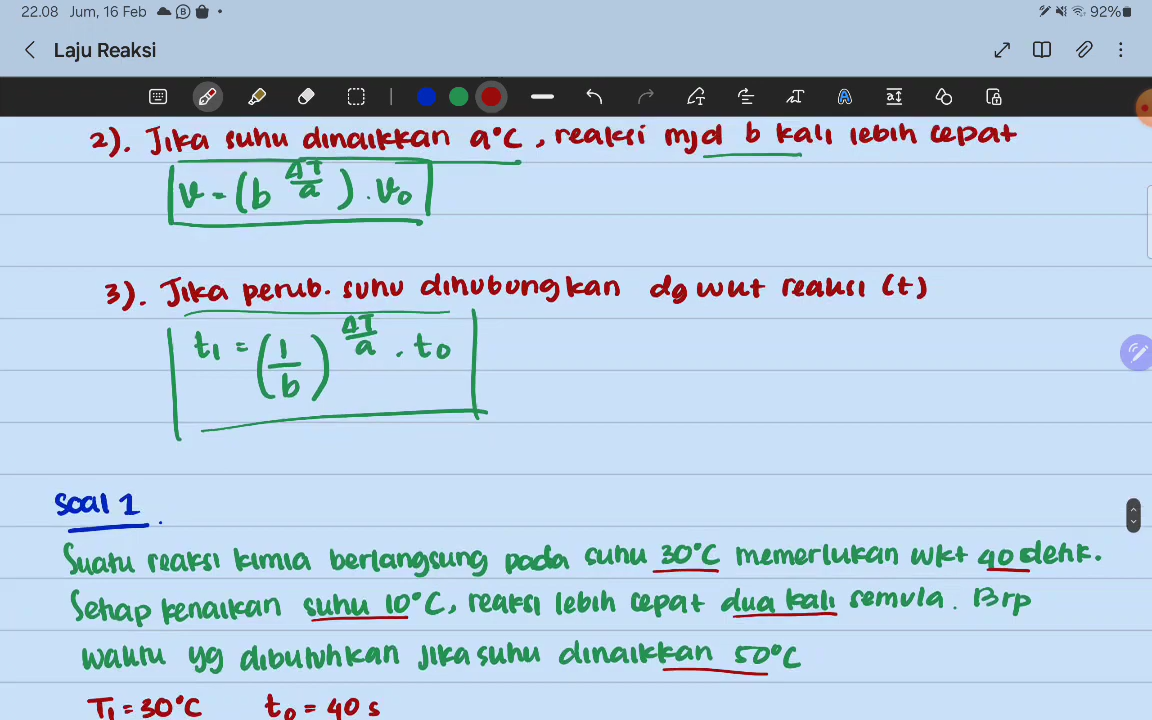 22.08 Jum, 16 Feb
92%
Laju Reaksi
2). Jika suhu dinaikkan a°C, reaksi mjd b kali lebih cepat
v = (b^ΔT/a) . v₀
3). Jika perub. suhu dihubungkan dg wkt reaksi (t)
t₁ = (1/b)^ΔT/a . t₀
Soal 1
Suatu reaksi kimia berlangsung pada suhu 30°C memerlukan wkt 40 detik.
Setiap kenaikan suhu 10°C, reaksi lebih cepat dua kali semula. Brp
waktu yg dibutuhkan jika suhu dinaikkan 50°C
T₁ = 30°C t₀ = 40 s